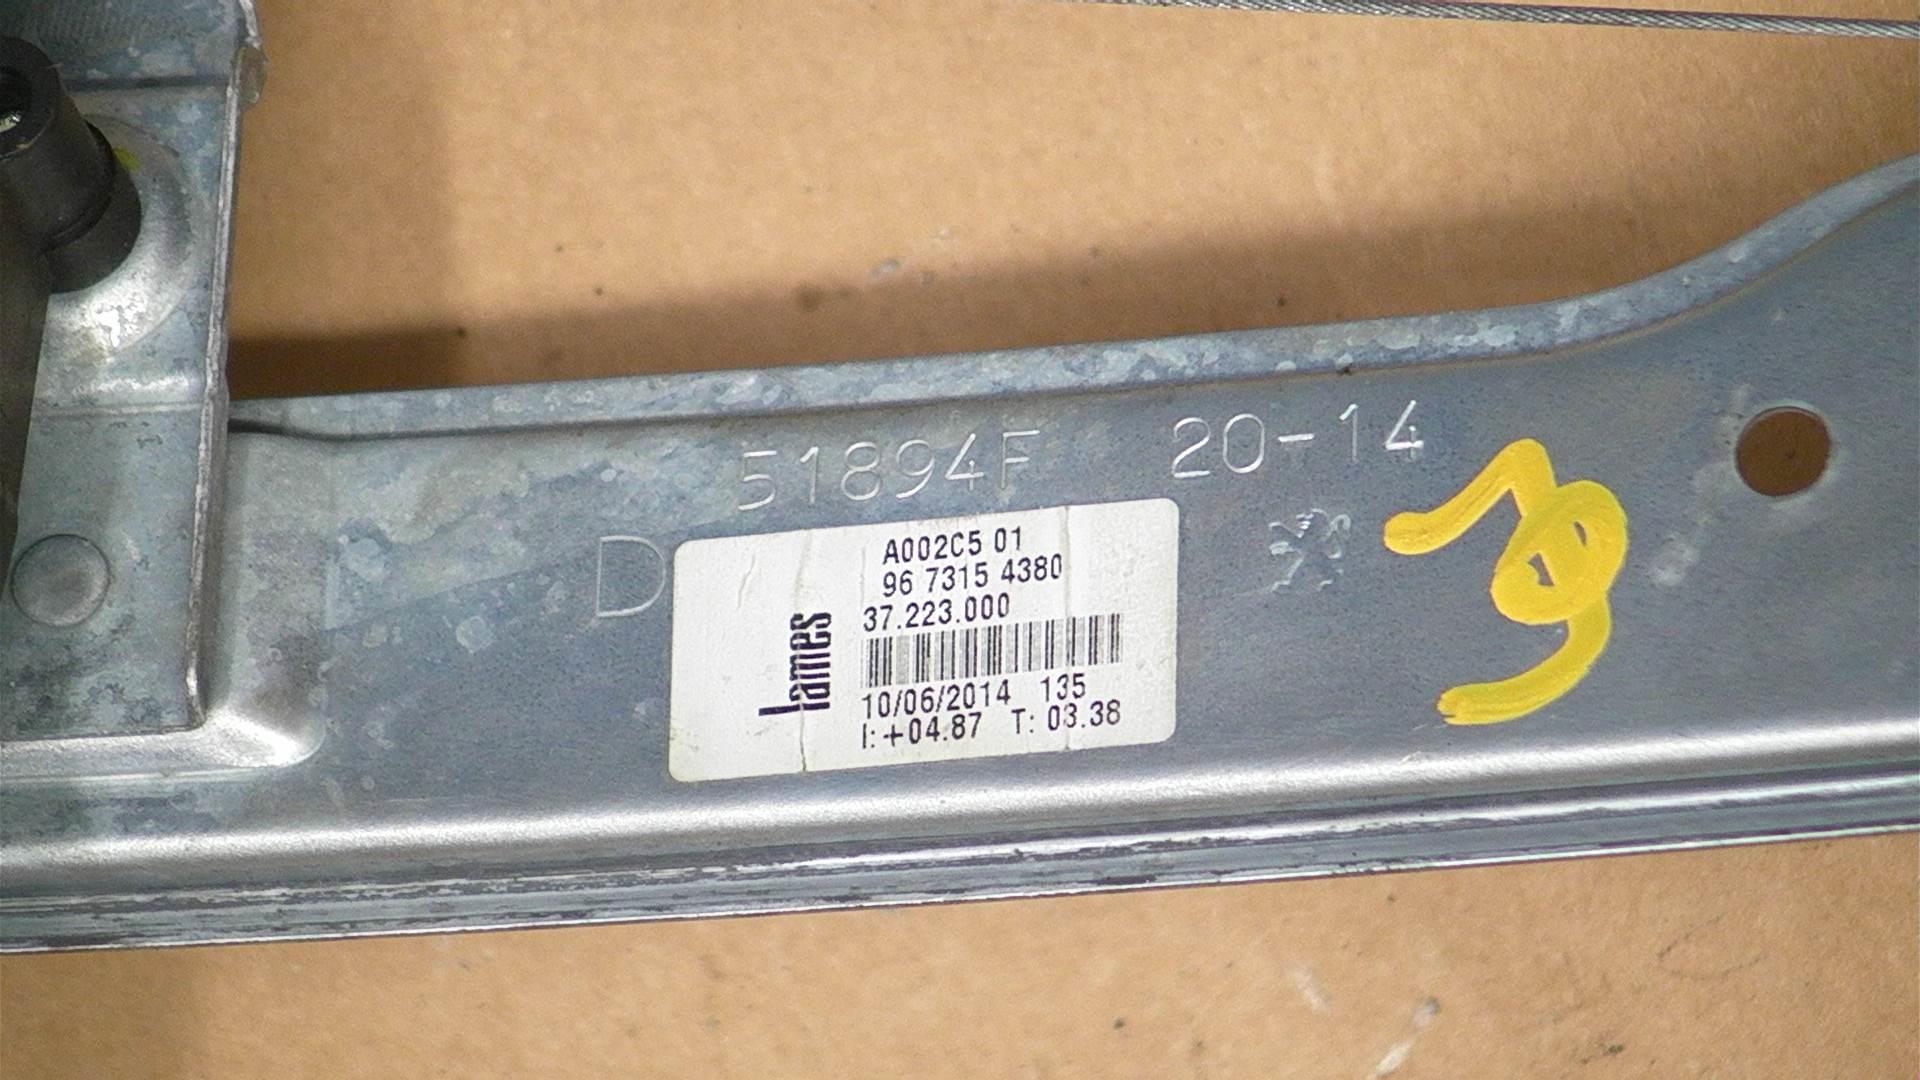 51894F 20-14
D
A002C5 01
96 7315 4380
37.223.000
lames
10/06/2014 135
I:+04.87 T: 03.38